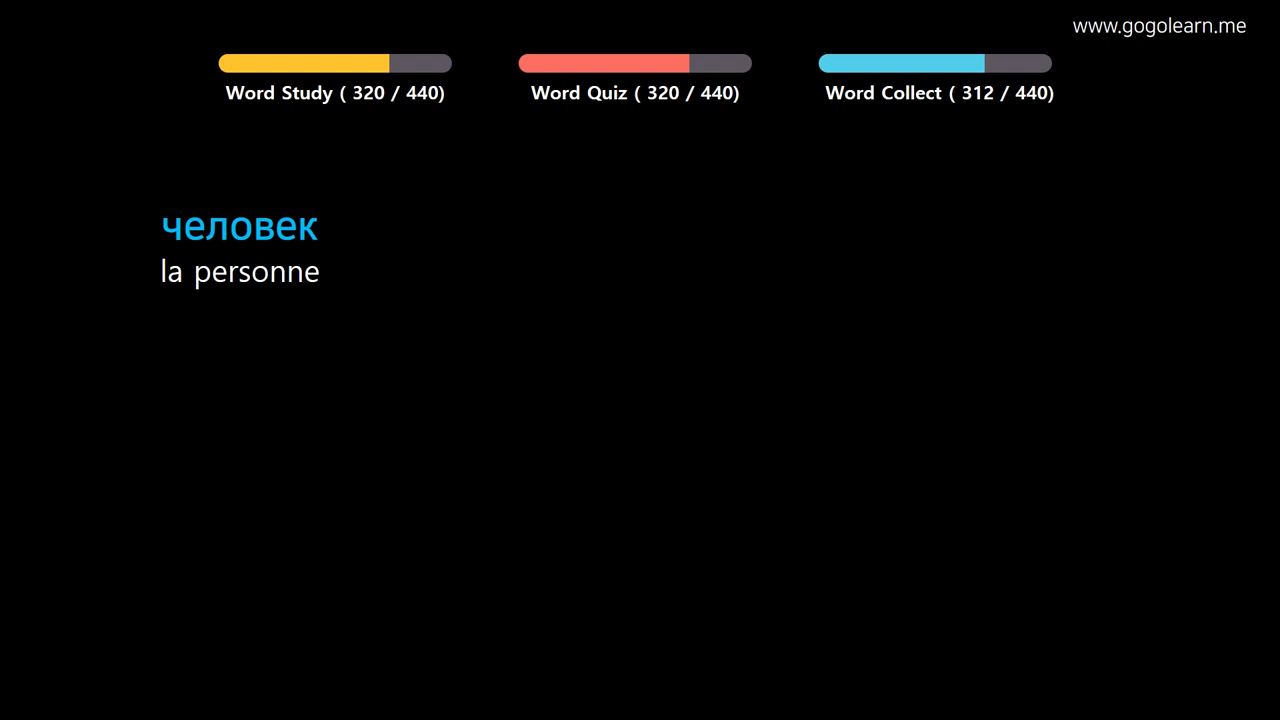 www.gogolearn.me
Word Study ( 320 / 440)
Word Quiz ( 320 / 440)
Word Collect ( 312 / 440)
человек
la personne